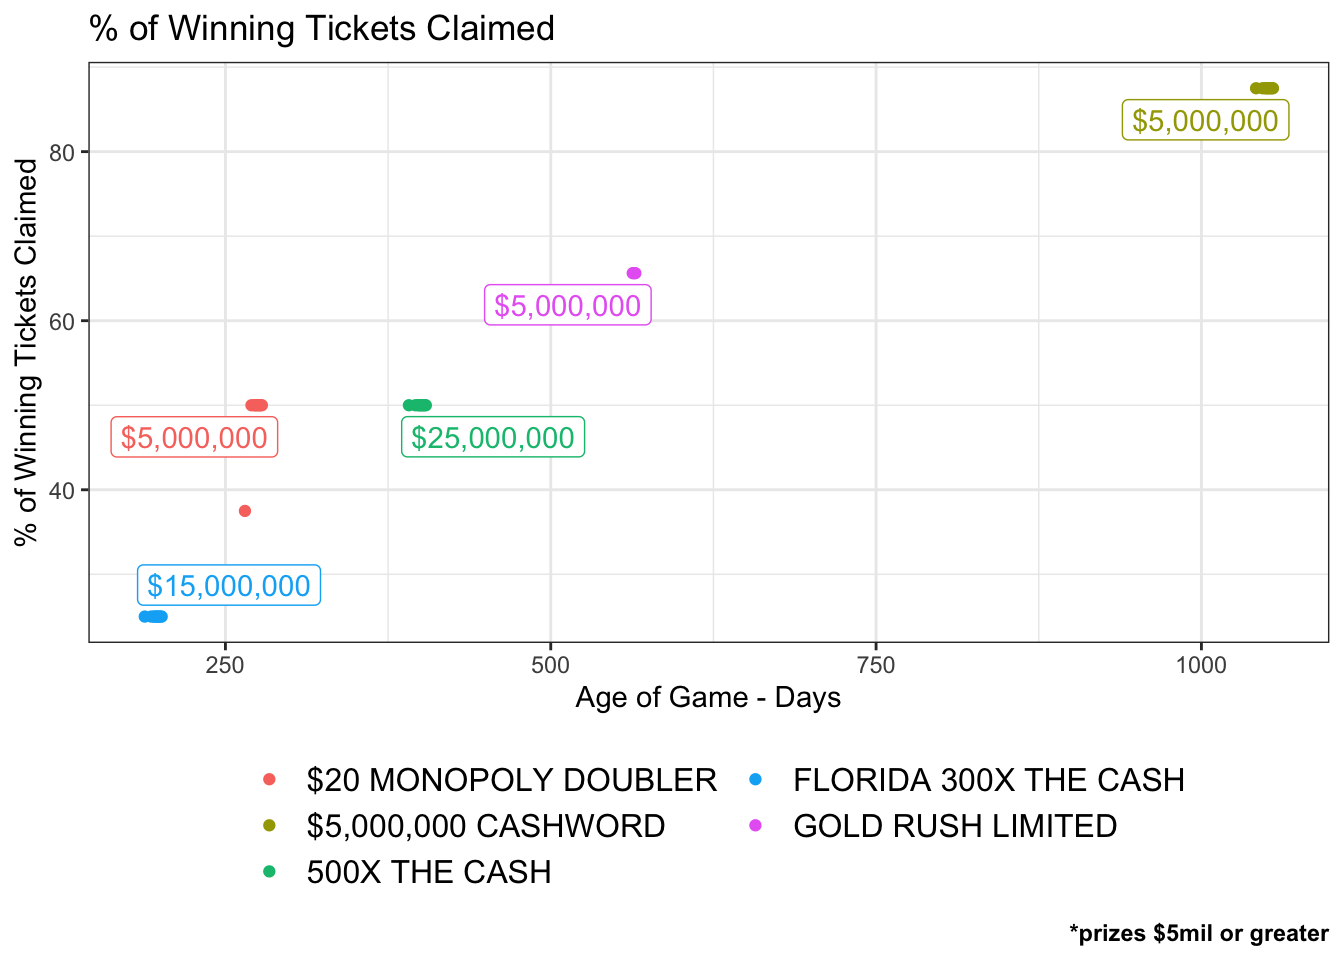 % of Winning Tickets Claimed
% of Winning Tickets Claimed
80
60
40
$5,000,000
$5,000,000
$5,000,000
$25,000,000
$15,000,000
250 500 750 1000
Age of Game - Days
$20 MONOPOLY DOUBLER FLORIDA 300X THE CASH
$5,000,000 CASHWORD GOLD RUSH LIMITED
500X THE CASH
*prizes $5mil or greater